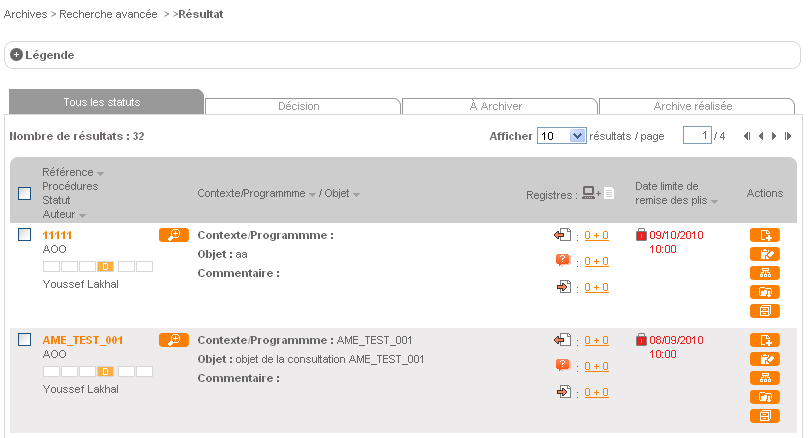 Archives > Recherche avancée > >Résultat
Légende
Tous les statuts Décision À Archiver Archive réalisée
Nombre de résultats : 32 Afficher 10 résultats / page 1 / 4
Référence
Procédures
Statut
Auteur
Contexte/Programmme / Objet
Registres : +
Date limite de
remise des plis
Actions
11111
AOO
D
Youssef Lakhal
Contexte/Programmme :
Objet : aa
Commentaire :
: 0 + 0
: 0 + 0
: 0 + 0
09/10/2010
10:00
AME_TEST_001
AOO
D
Youssef Lakhal
Contexte/Programmme : AME_TEST_001
Objet : objet de la consultation AME_TEST_001
Commentaire :
: 0 + 0
: 0 + 0
: 0 + 0
08/09/2010
10:00